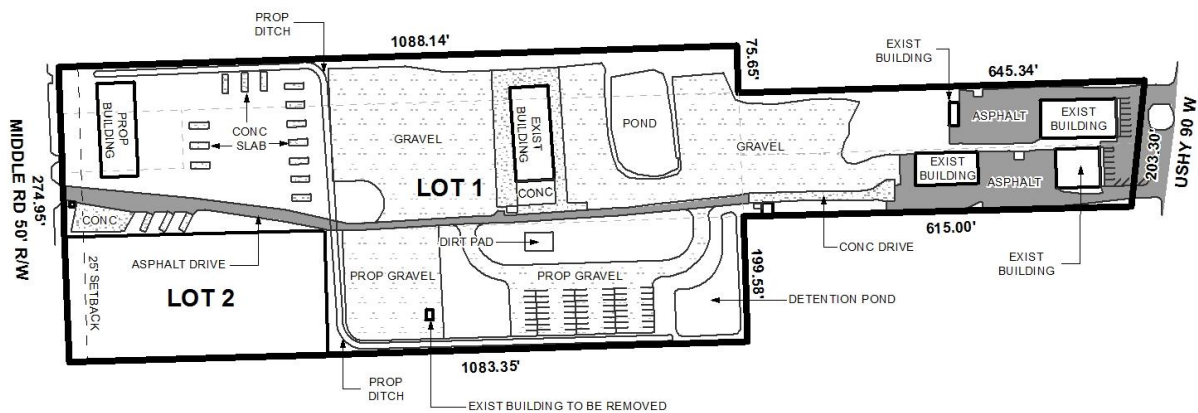 PROP
DITCH
1088.14'
75.65'
EXIST
BUILDING
645.34'
USHY 90 W
203.30'
MIDDLE RD 50' R/W
274.95'
PROP
BUILDING
CONC
SLAB
GRAVEL
EXIST
BUILDING
CONC
POND
GRAVEL
ASPHALT
EXIST
BUILDING
EXIST
BUILDING
ASPHALT
LOT 1
CONC
ASPHALT DRIVE
25' SETBACK
LOT 2
DIRT PAD
PROP GRAVEL
PROP GRAVEL
199.58'
CONC DRIVE
615.00'
EXIST
BUILDING
DETENTION POND
1083.35'
PROP
DITCH
EXIST BUILDING TO BE REMOVED